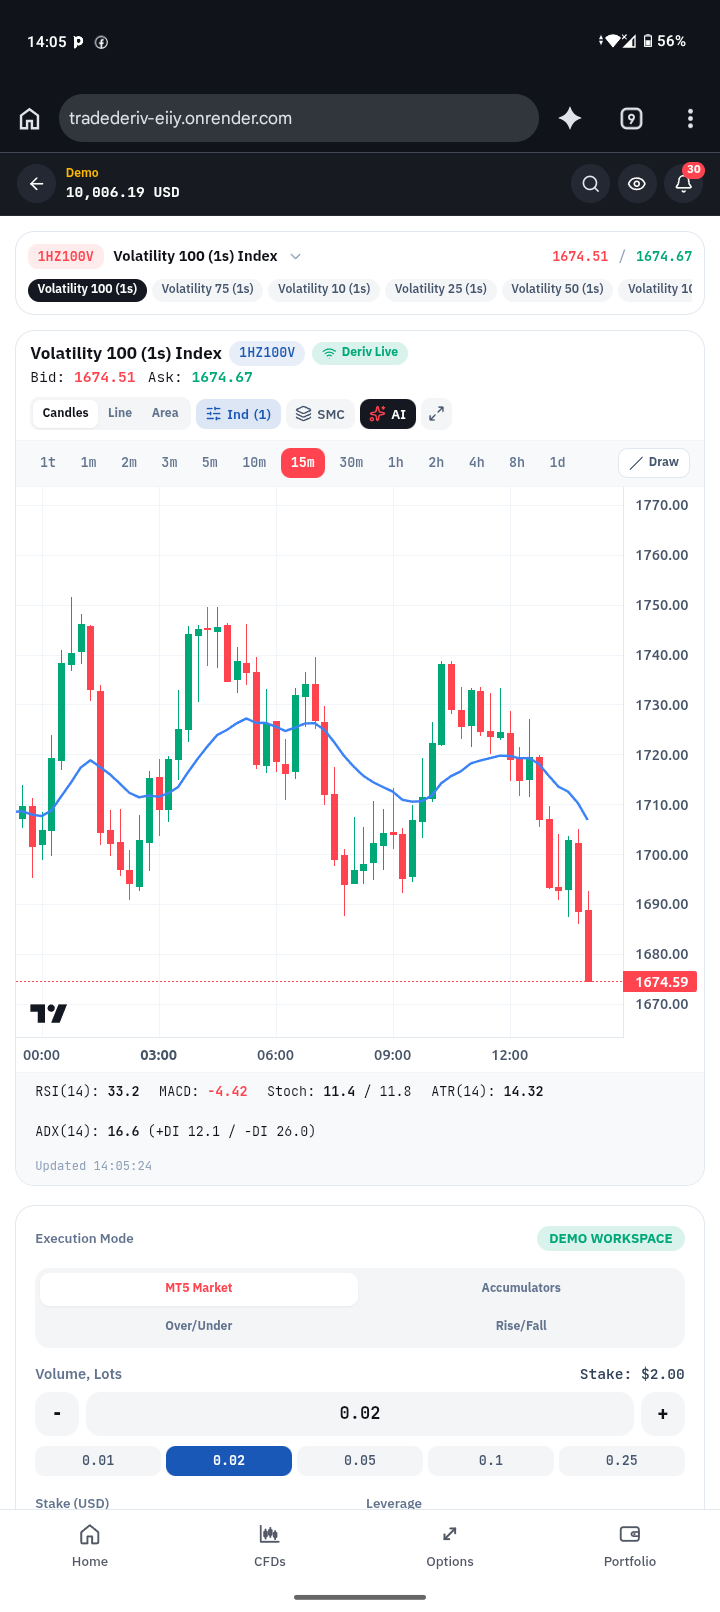 14:05
56%
tradederiv-eiiy.onrender.com
9
Demo
10,006.19 USD
30
1HZ100V Volatility 100 (1s) Index 1674.51 / 1674.67
Volatility 100 (1s) Volatility 75 (1s) Volatility 10 (1s) Volatility 25 (1s) Volatility 50 (1s) Volatility 10
Volatility 100 (1s) Index 1HZ100V Deriv Live
Bid: 1674.51 Ask: 1674.67
Candles Line Area Ind (1) SMC AI
1t 1m 2m 3m 5m 10m 15m 30m 1h 2h 4h 8h 1d Draw
1770.00
1760.00
1750.00
1740.00
1730.00
1720.00
1710.00
1700.00
1690.00
1680.00
1674.59
1670.00
00:00 03:00 06:00 09:00 12:00
RSI(14): 33.2 MACD: -4.42 Stoch: 11.4 / 11.8 ATR(14): 14.32
ADX(14): 16.6 (+DI 12.1 / -DI 26.0)
Updated 14:05:24
Execution Mode DEMO WORKSPACE
MT5 Market Accumulators
Over/Under Rise/Fall
Volume, Lots Stake: $2.00
- 0.02 +
0.01 0.02 0.05 0.1 0.25
Stake (USD) Leverage
Home CFDs Options Portfolio